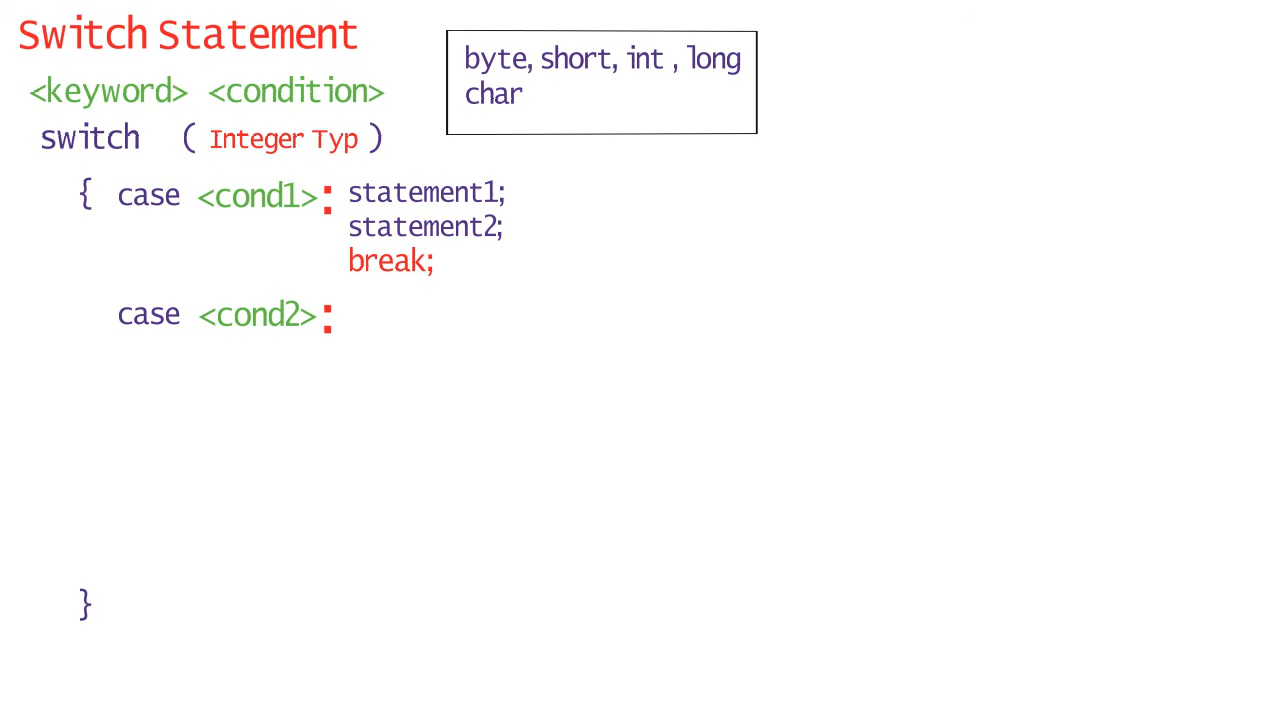 Switch Statement
<keyword> <condition>
switch ( Integer Typ )
byte, short, int , long
char
{ case <cond1>: statement1;
statement2;
break;
case <cond2>:
}